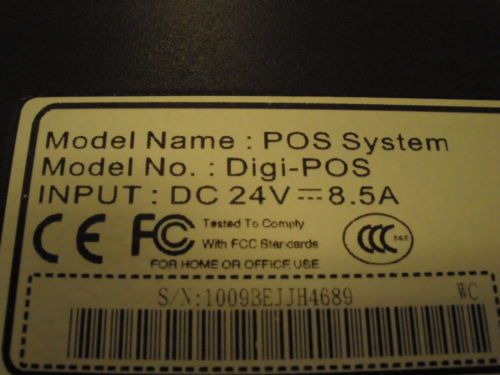 Model Name : POS System
Model No. : Digi-POS
INPUT : DC 24V ⎓ 8.5A
CE FC Tested To Comply
With FCC Standards
FOR HOME OR OFFICE USE
CCC
S/N:1009BEJJH4689 WC